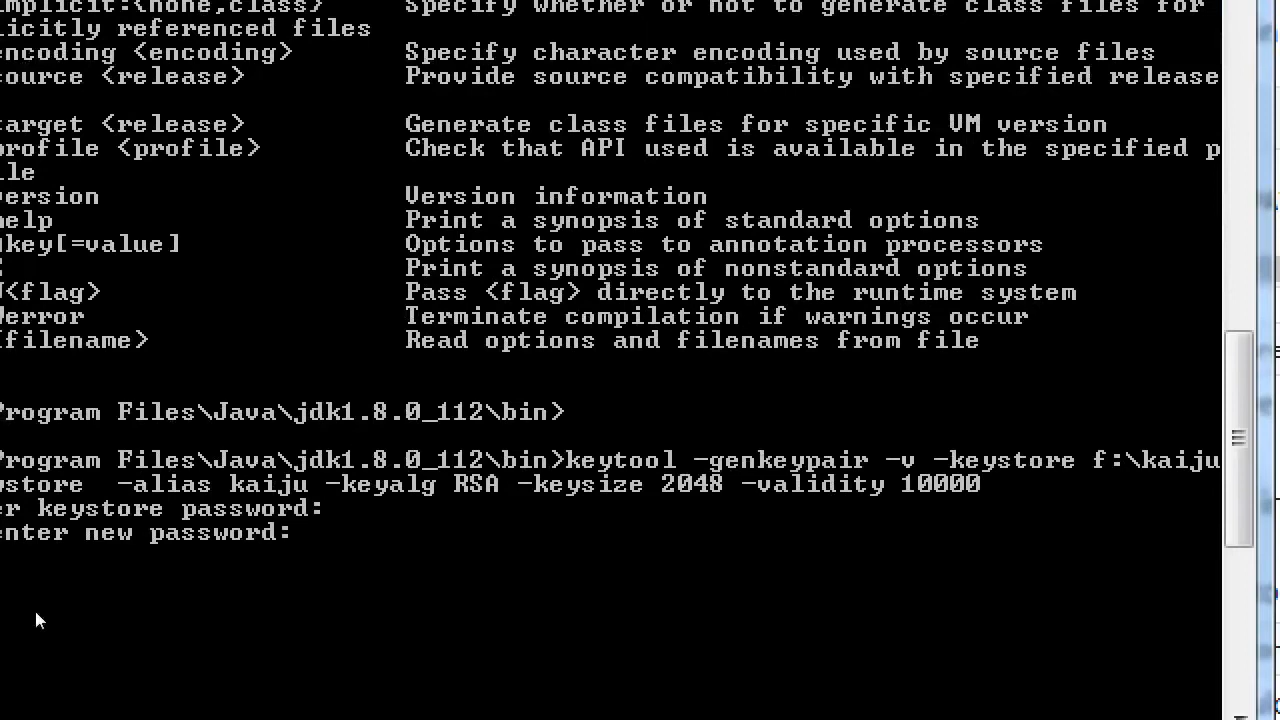 implicit:{none,class} Specify whether or not to generate class files for
licitly referenced files
encoding <encoding> Specify character encoding used by source files
source <release> Provide source compatibility with specified release
target <release> Generate class files for specific VM version
profile <profile> Check that API used is available in the specified p
ile
version Version information
help Print a synopsis of standard options
key[=value] Options to pass to annotation processors
Print a synopsis of nonstandard options
J<flag> Pass <flag> directly to the runtime system
Werror Terminate compilation if warnings occur
filename> Read options and filenames from file
Program Files\Java\jdk1.8.0_112\bin>
Program Files\Java\jdk1.8.0_112\bin>keytool -genkeypair -v -keystore f:\kaiju
ystore -alias kaiju -keyalg RSA -keysize 2048 -validity 10000
er keystore password:
enter new password: